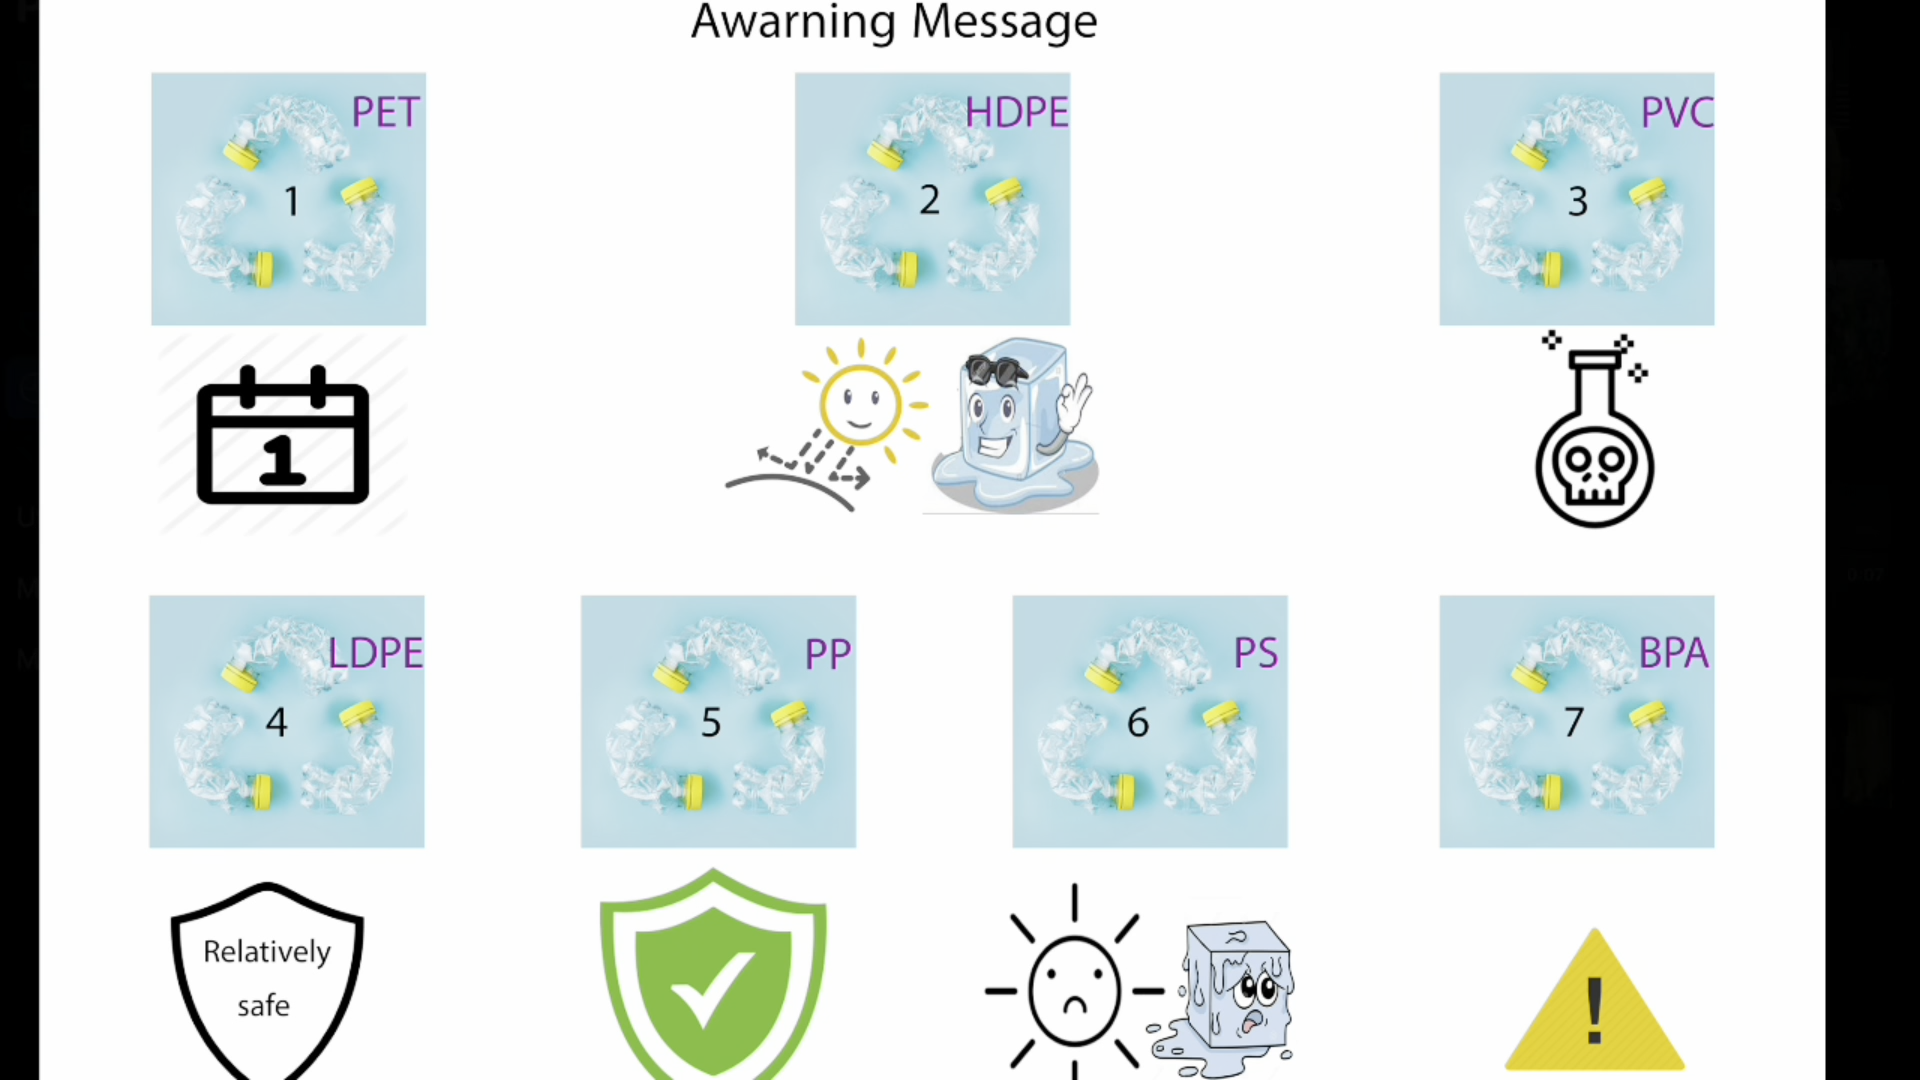 Awarning Message
PET
1
HDPE
2
PVC
3
1
LDPE
4
PP
5
PS
6
BPA
7
Relatively
safe
!